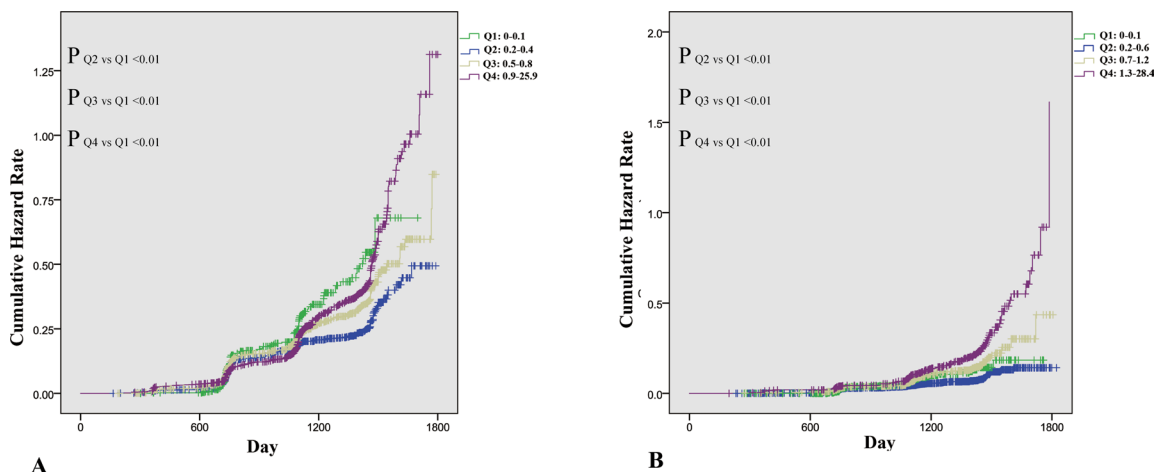 P Q2 vs Q1 <0.01
P Q3 vs Q1 <0.01
P Q4 vs Q1 <0.01
Q1: 0-0.1
Q2: 0.2-0.4
Q3: 0.5-0.8
Q4: 0.9-25.9
Cumulative Hazard Rate
1.25
1.00
0.75
0.50
0.25
0.00
0
600
1200
1800
Day
A
P Q2 vs Q1 <0.01
P Q3 vs Q1 <0.01
P Q4 vs Q1 <0.01
Q1: 0-0.1
Q2: 0.2-0.6
Q3: 0.7-1.2
Q4: 1.3-28.4
Cumulative Hazard Rate
2.0
1.5
1.0
0.5
0.0
0
600
1200
1800
Day
B